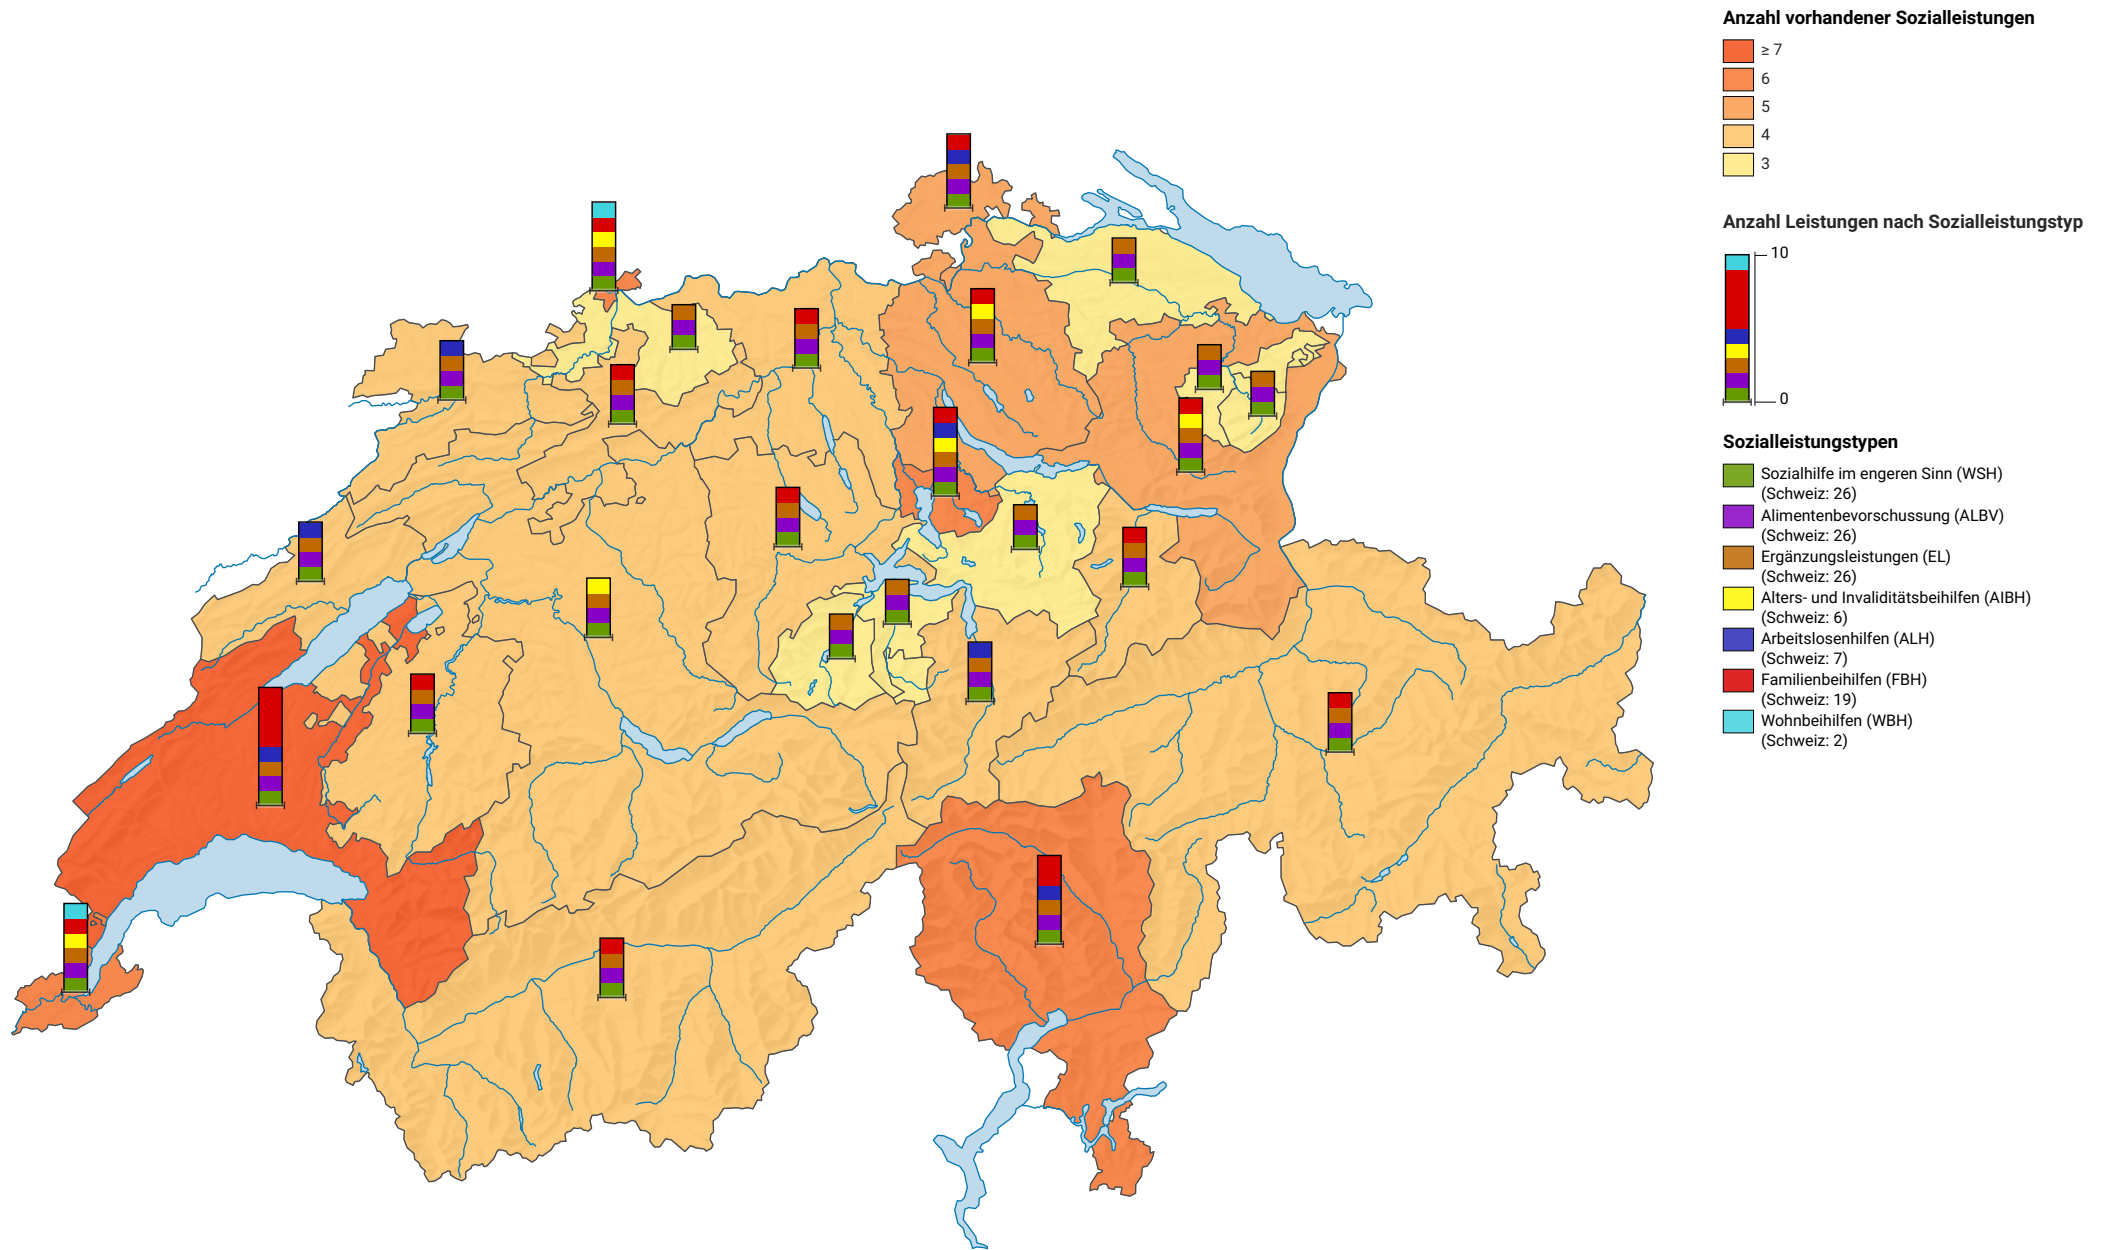 Anzahl vorhandener Sozialleistungen
≥ 7
6
5
4
3
Anzahl Leistungen nach Sozialleistungstyp
10
0
Sozialleistungstypen
Sozialhilfe im engeren Sinn (WSH)
(Schweiz: 26)
Alimentenbevorschussung (ALBV)
(Schweiz: 26)
Ergänzungsleistungen (EL)
(Schweiz: 26)
Alters- und Invaliditätsbeihilfen (AIBH)
(Schweiz: 6)
Arbeitslosenhilfen (ALH)
(Schweiz: 7)
Familienbeihilfen (FBH)
(Schweiz: 19)
Wohnbeihilfen (WBH)
(Schweiz: 2)